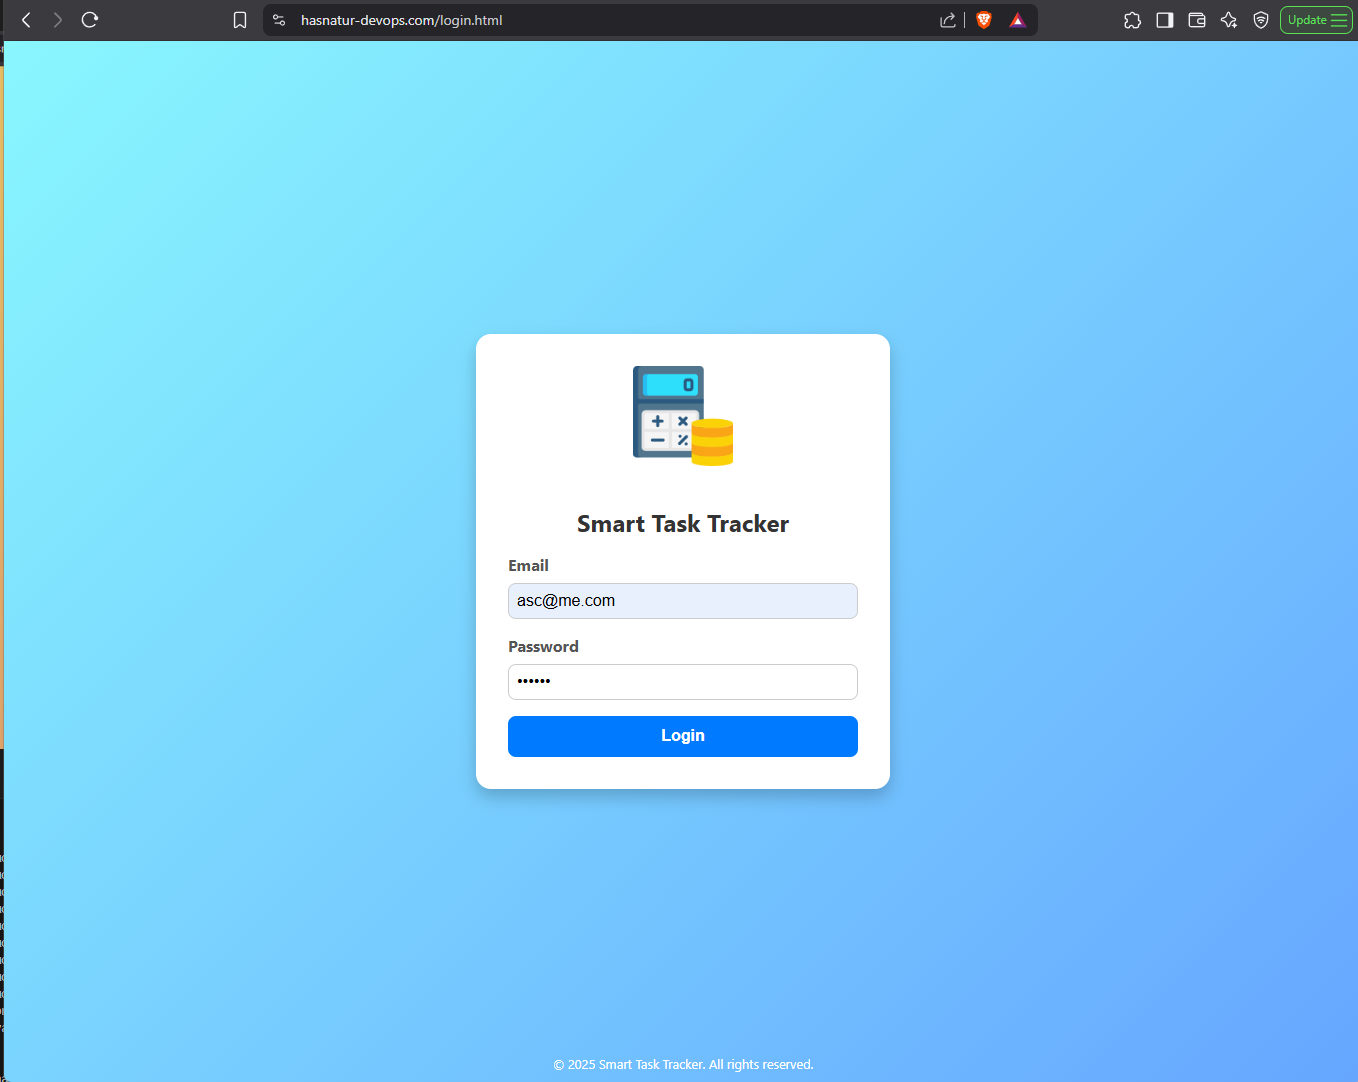 hasnatur-devops.com/login.html
Update
0
Smart Task Tracker
Email
asc@me.com
Password
••••••
Login
© 2025 Smart Task Tracker. All rights reserved.